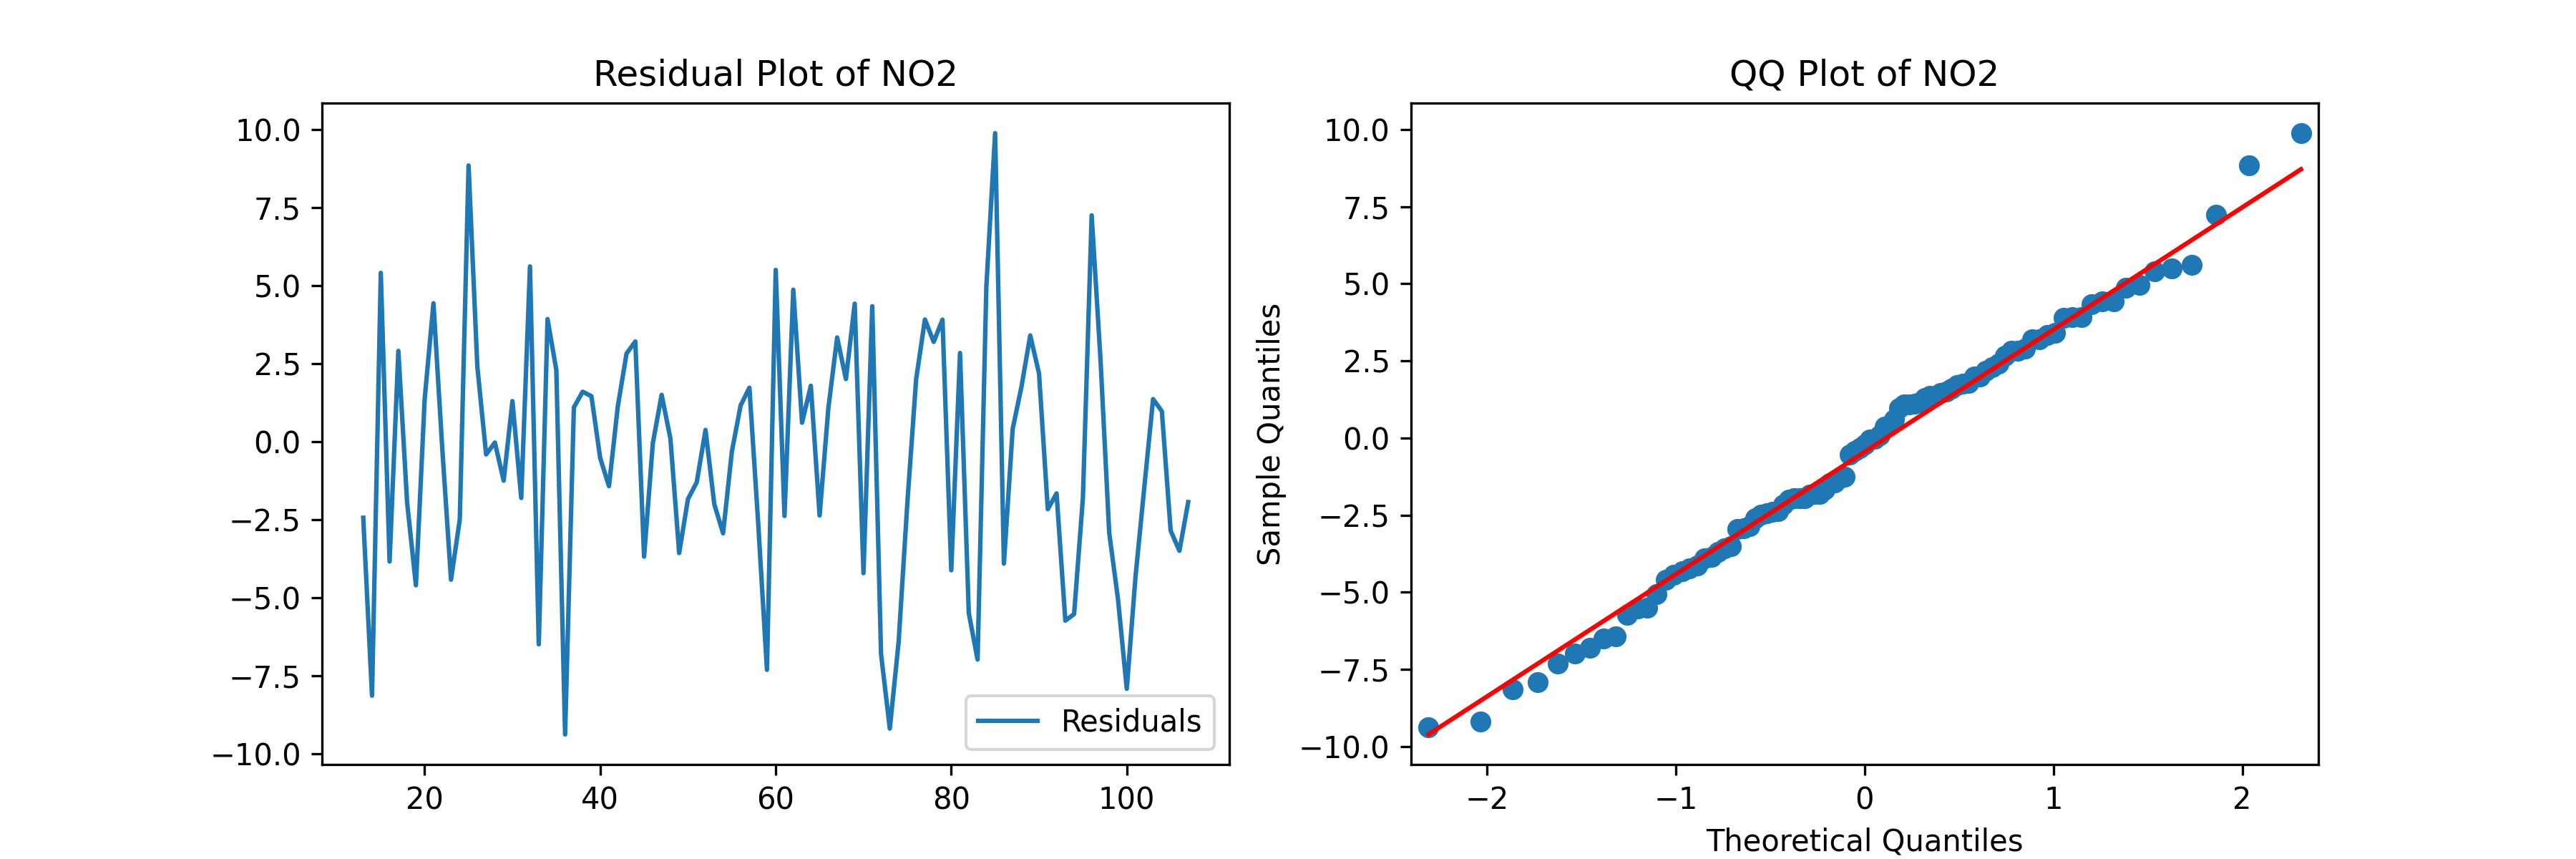 Residual Plot of NO2
10.0
7.5
5.0
2.5
0.0
−2.5
−5.0
−7.5
−10.0
20 40 60 80 100
Residuals
QQ Plot of NO2
Sample Quantiles
10.0
7.5
5.0
2.5
0.0
−2.5
−5.0
−7.5
−10.0
−2 −1 0 1 2
Theoretical Quantiles